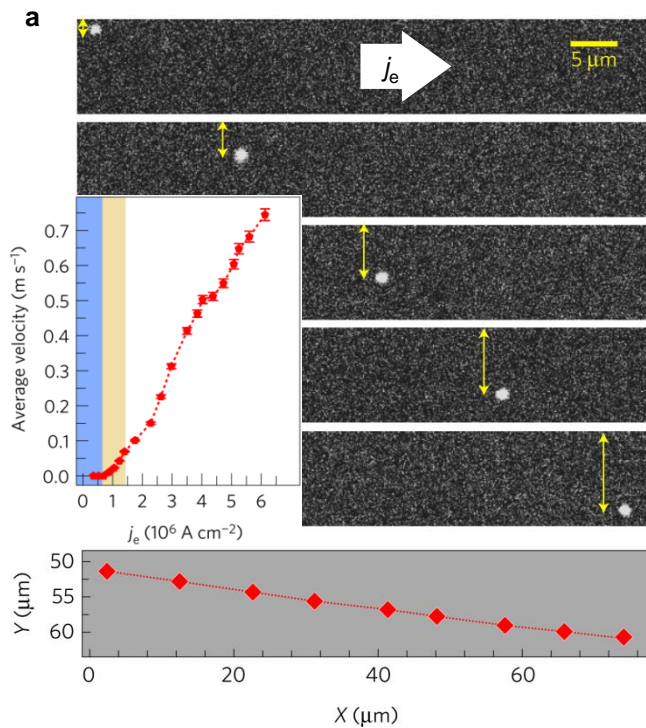 a
jₑ
5 μm
Average velocity (m s⁻¹)
0.7
0.6
0.5
0.4
0.3
0.2
0.1
0.0
0 1 2 3 4 5 6
jₑ (10⁶ A cm⁻²)
Y (μm)
50
55
60
0 20 40 60
X (μm)